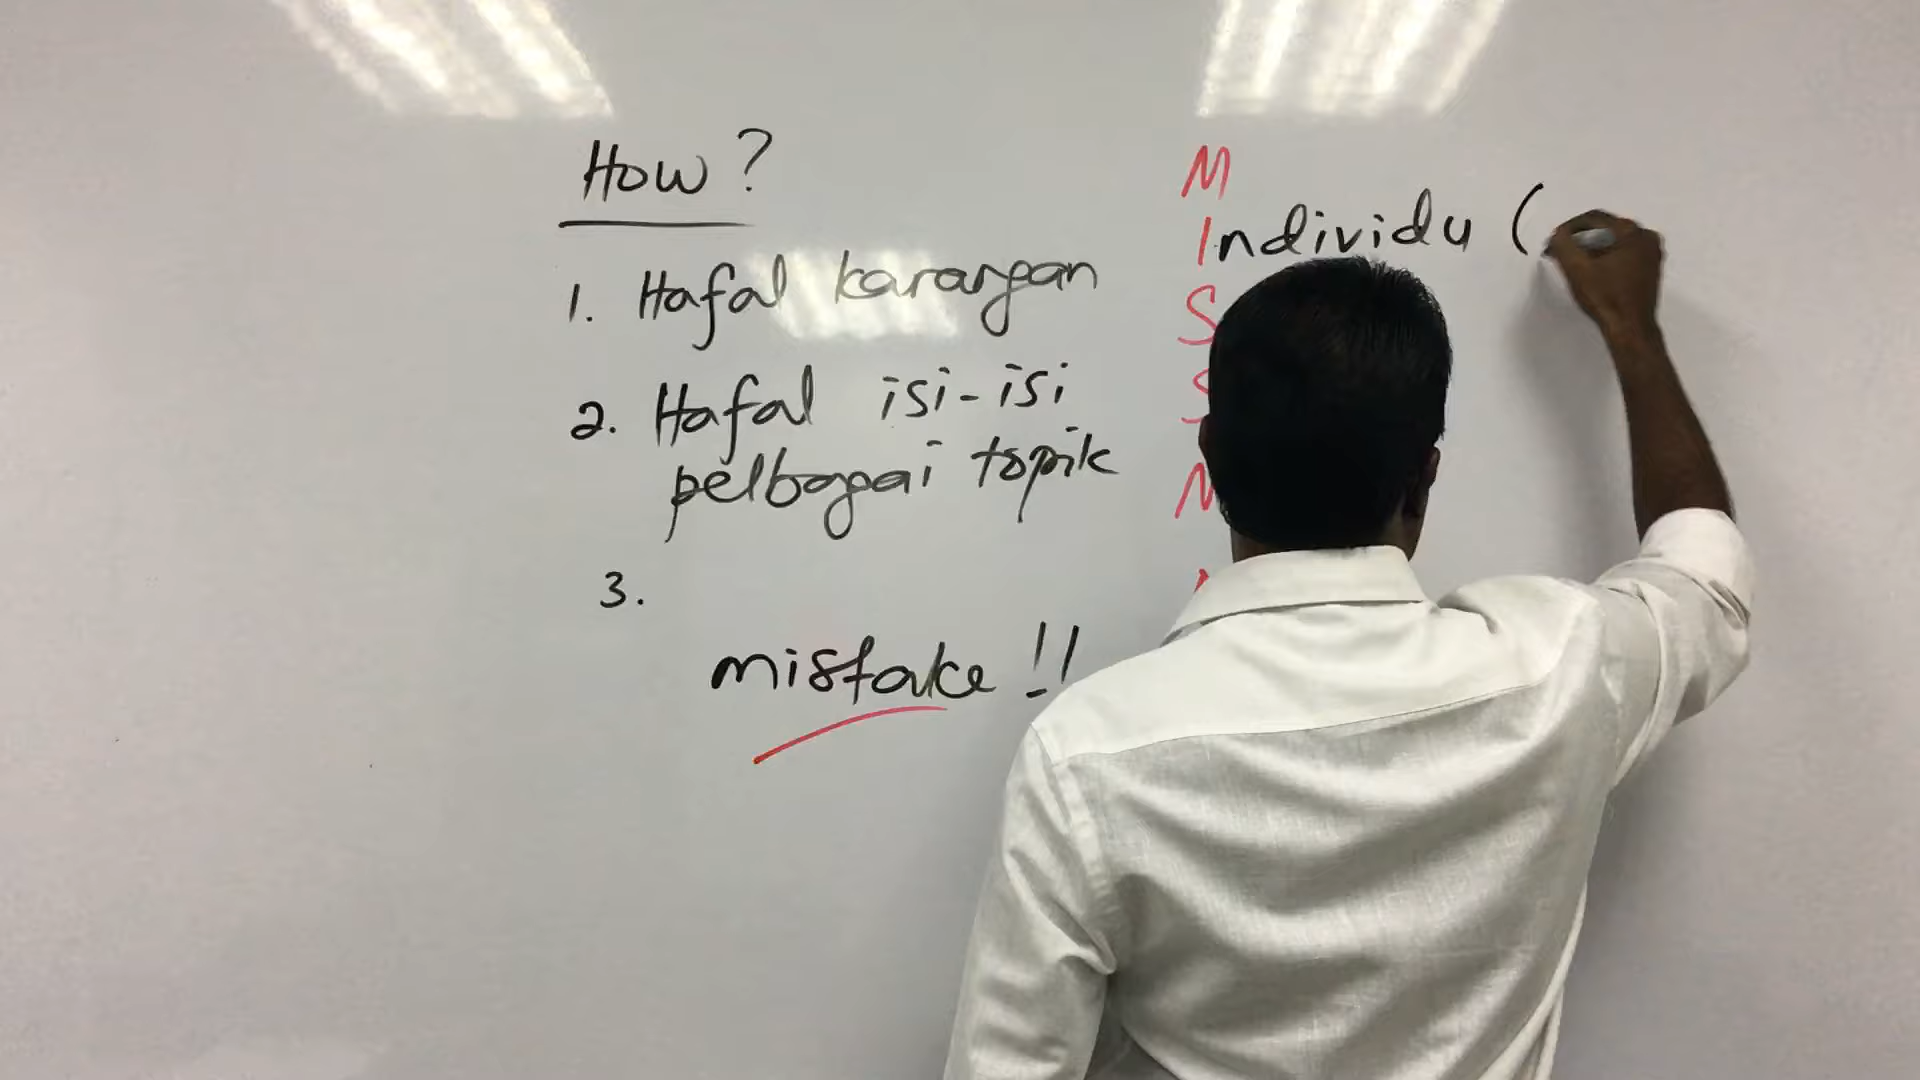 How?
1. Hafal karangan
2. Hafal isi-isi
pelbagai topik
3.
mistake!!
M
Individu (
S
S
N